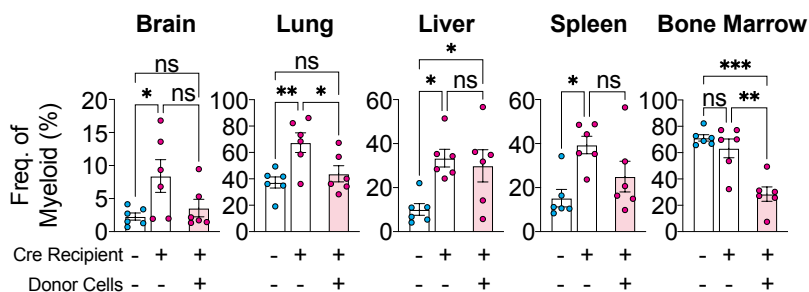 Brain Lung Liver Spleen Bone Marrow
ns ns * ***
* ns ** * * ns * ns ns **
Freq. of
Myeloid (%)
20 100 60 60 100
15 80 80
40 40
10 60 60
40 20 20 40
5 20 20
0 0 0 0 0
Cre Recipient - + + - + + - + + - + + - + +
Donor Cells - - + - - + - - + - - + - - +